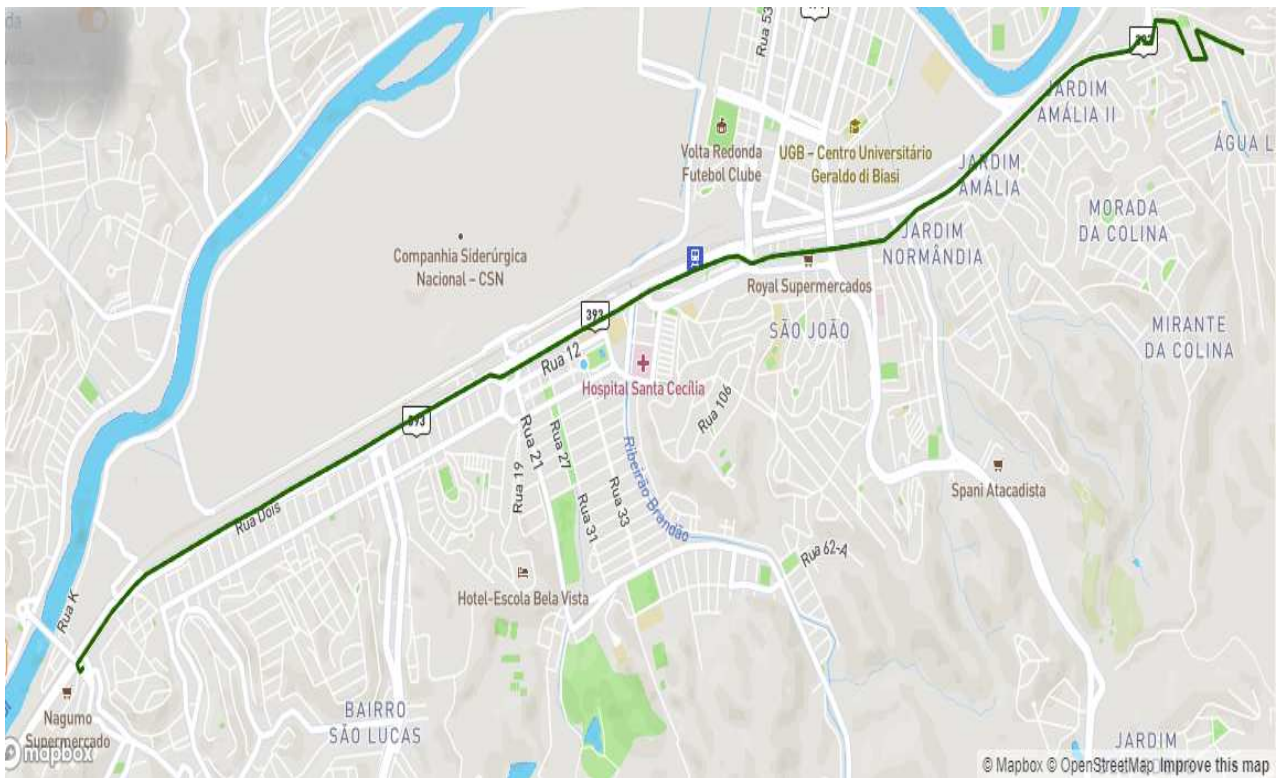 Rua 53
393
JARDIM
AMÁLIA II
ÁGUA L
Volta Redonda
Futebol Clube
UGB - Centro Universitário
Geraldo di Biasi
JARDIM
AMÁLIA
MORADA
DA COLINA
Companhia Siderúrgica
Nacional - CSN
JARDIM
NORMÂNDIA
Royal Supermercados
393
SÃO JOÃO
MIRANTE
DA COLINA
Rua 12
Hospital Santa Cecília
393
Rua 106
Rua 21
Rua 27
Rua 19
Rua 31
Rua 33
Ribeirão Brandão
Spani Atacadista
Rua Dois
Rua 62-A
Hotel-Escola Bela Vista
Rua K
Nagumo
Supermercado
BAIRRO
SÃO LUCAS
JARDIM
mapbox
© Mapbox © OpenStreetMap Improve this map